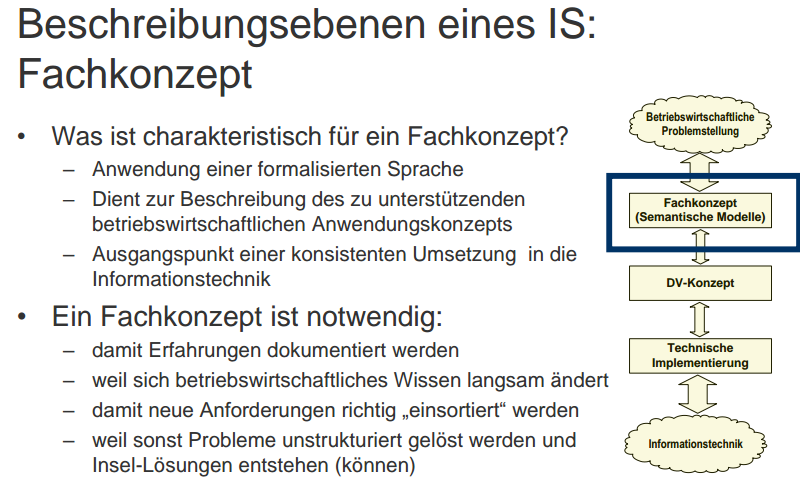 Beschreibungsebenen eines IS:
Fachkonzept
• Was ist charakteristisch für ein Fachkonzept?
– Anwendung einer formalisierten Sprache
– Dient zur Beschreibung des zu unterstützenden
betriebswirtschaftlichen Anwendungskonzepts
– Ausgangspunkt einer konsistenten Umsetzung in die
Informationstechnik
• Ein Fachkonzept ist notwendig:
– damit Erfahrungen dokumentiert werden
– weil sich betriebswirtschaftliches Wissen langsam ändert
– damit neue Anforderungen richtig „einsortiert“ werden
– weil sonst Probleme unstrukturiert gelöst werden und
Insel-Lösungen entstehen (können)
Betriebswirtschaftliche
Problemstellung
Fachkonzept
(Semantische Modelle)
DV-Konzept
Technische
Implementierung
Informationstechnik